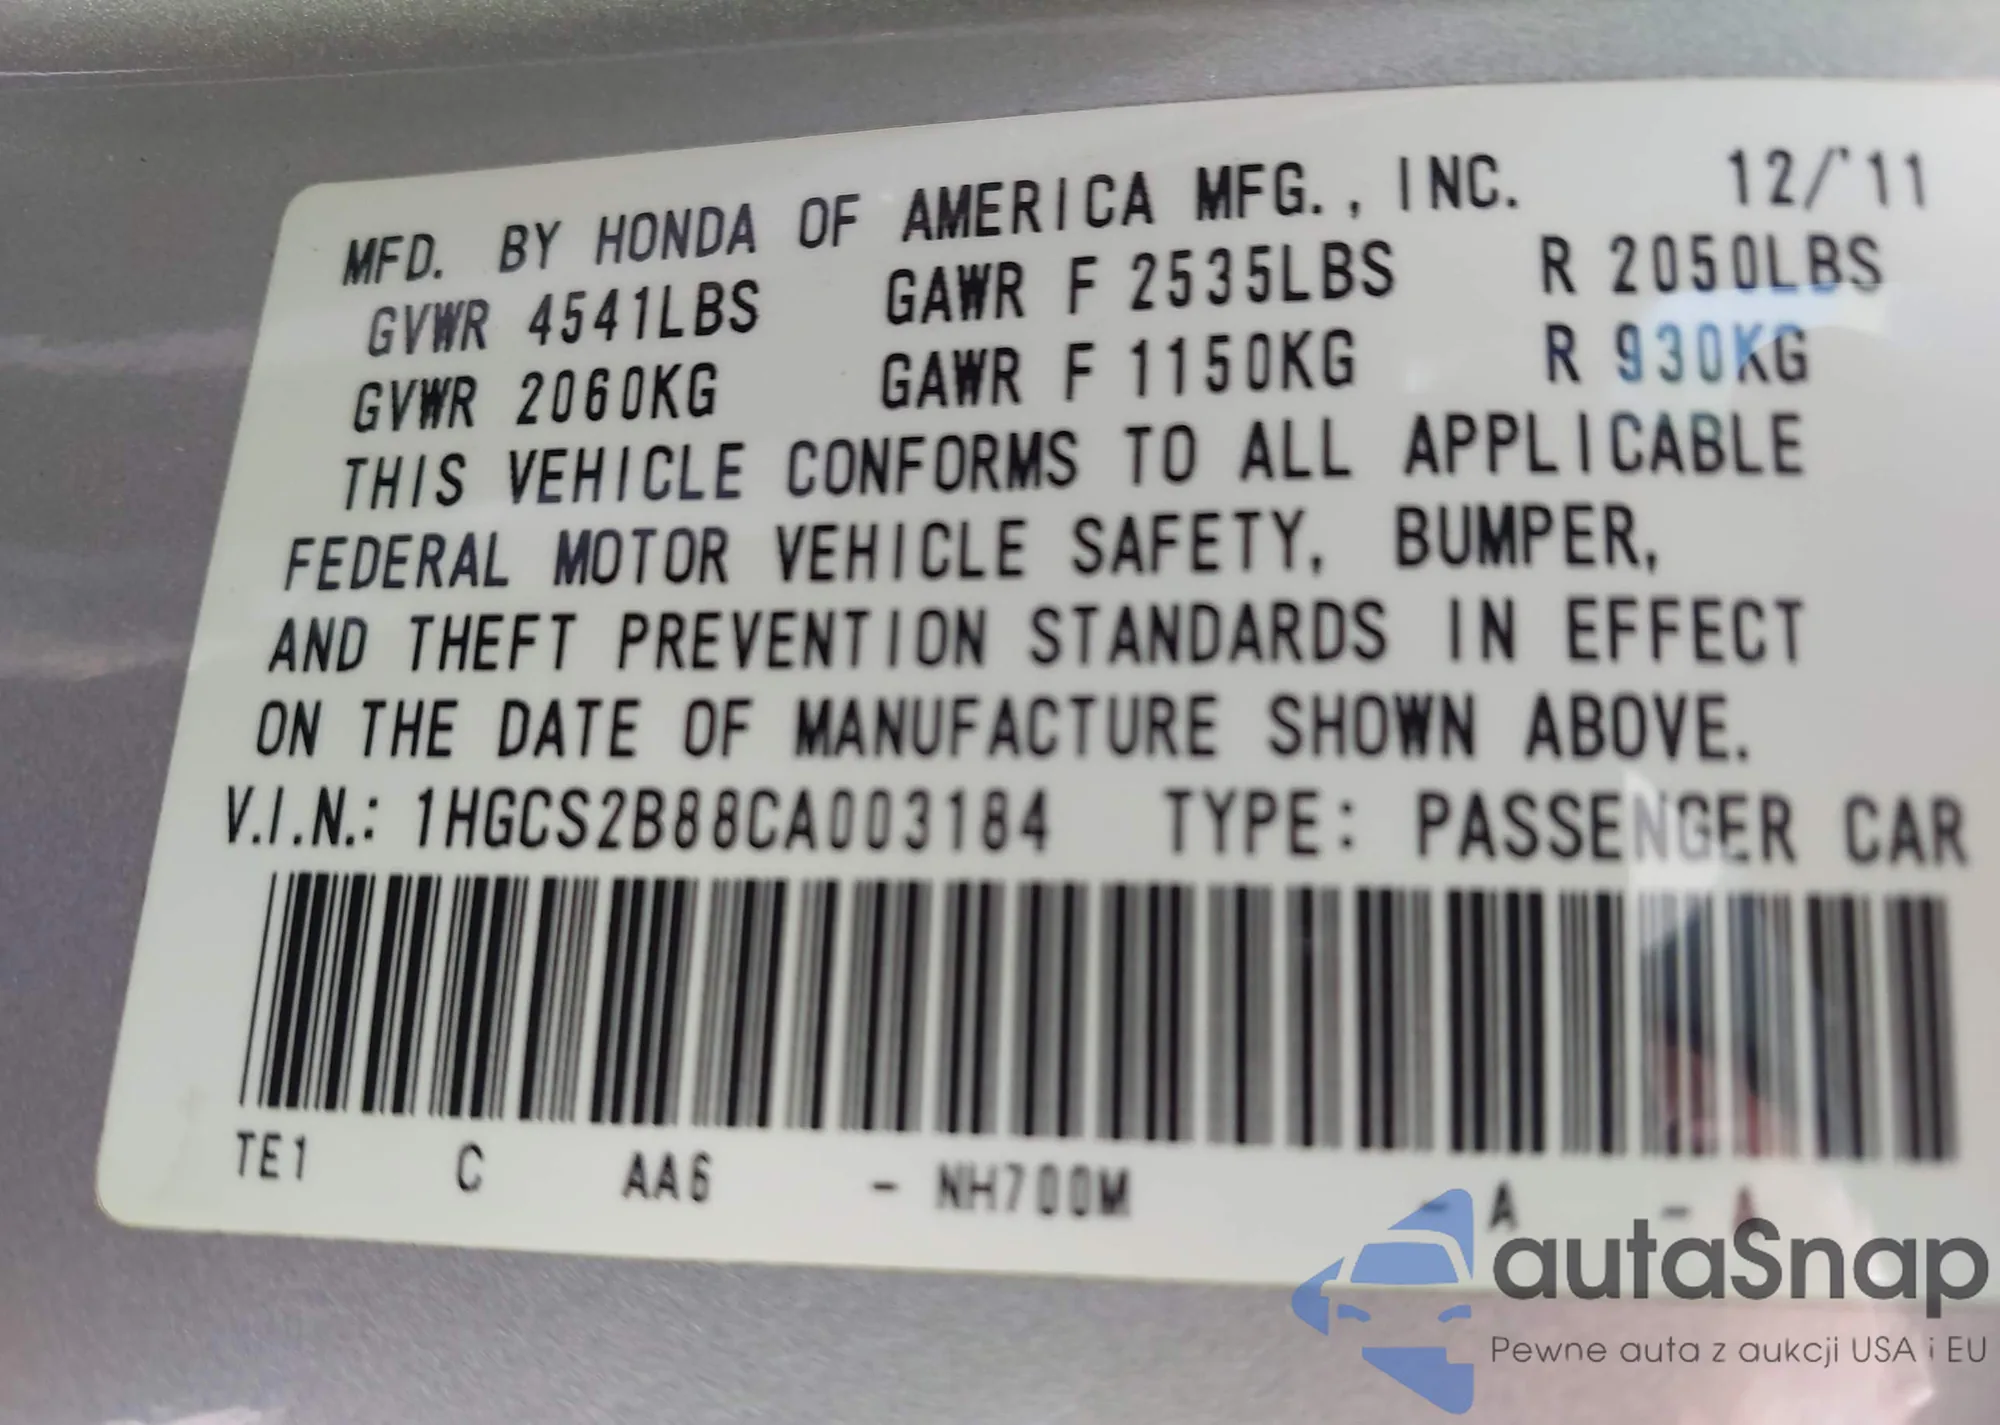 MFD. BY HONDA OF AMERICA MFG., INC. 12/'11
GVWR 4541LBS GAWR F 2535LBS R 2050LBS
GVWR 2060KG GAWR F 1150KG R 930KG
THIS VEHICLE CONFORMS TO ALL APPLICABLE
FEDERAL MOTOR VEHICLE SAFETY, BUMPER,
AND THEFT PREVENTION STANDARDS IN EFFECT
ON THE DATE OF MANUFACTURE SHOWN ABOVE.
V.I.N.: 1HGCS2B88CA003184 TYPE: PASSENGER CAR
TE1 C AA6 - NH700M - A - A
autaSnap
Pewne auta z aukcji USA i EU